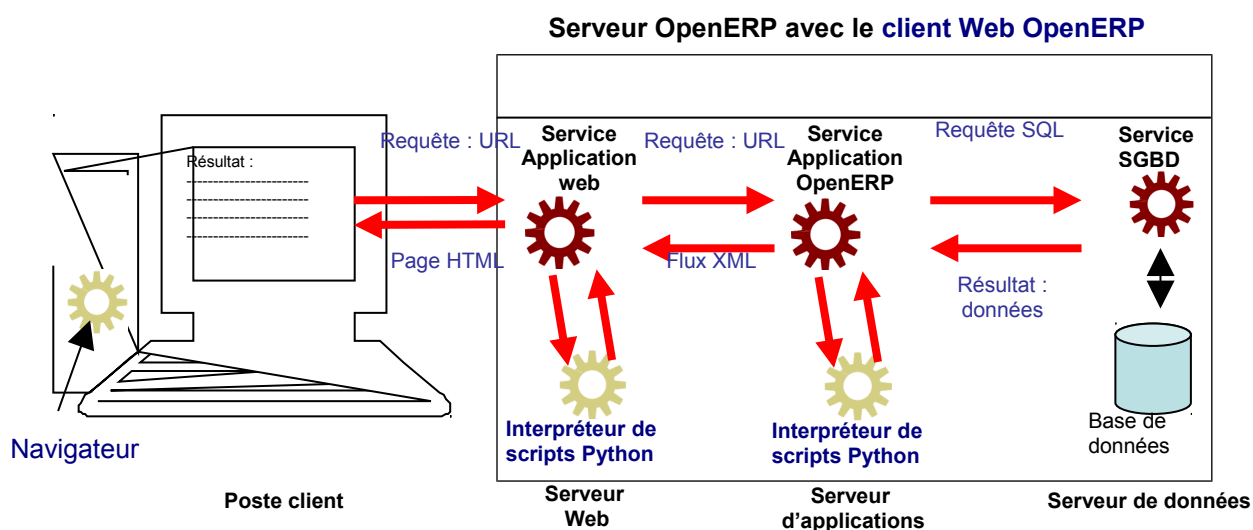 Serveur OpenERP avec le client Web OpenERP
Résultat :
--------------------
--------------------
--------------------
--------------------
Requête : URL
Page HTML
Service
Application
web
Requête : URL
Flux XML
Service
Application
OpenERP
Requête SQL
Résultat :
données
Service
SGBD
Navigateur
Interpréteur de
scripts Python
Interpréteur de
scripts Python
Base de
données
Poste client
Serveur
Web
Serveur
d'applications
Serveur de données